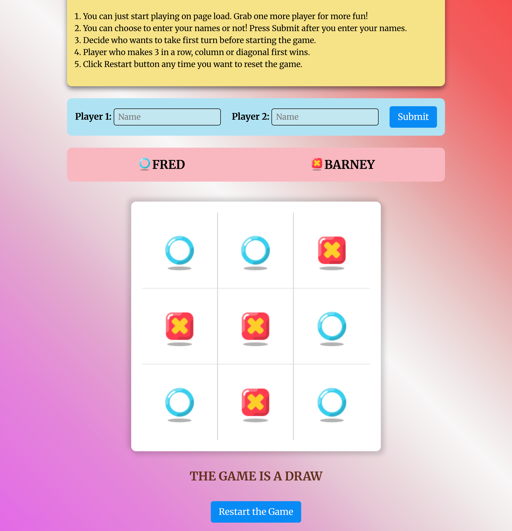 1. You can just start playing on page load. Grab one more player for more fun!
2. You can choose to enter your names or not! Press Submit after you enter your names.
3. Decide who wants to take first turn before starting the game.
4. Player who makes 3 in a row, column or diagonal first wins.
5. Click Restart button any time you want to reset the game.
Player 1: Name Player 2: Name Submit
FRED BARNEY
THE GAME IS A DRAW
Restart the Game